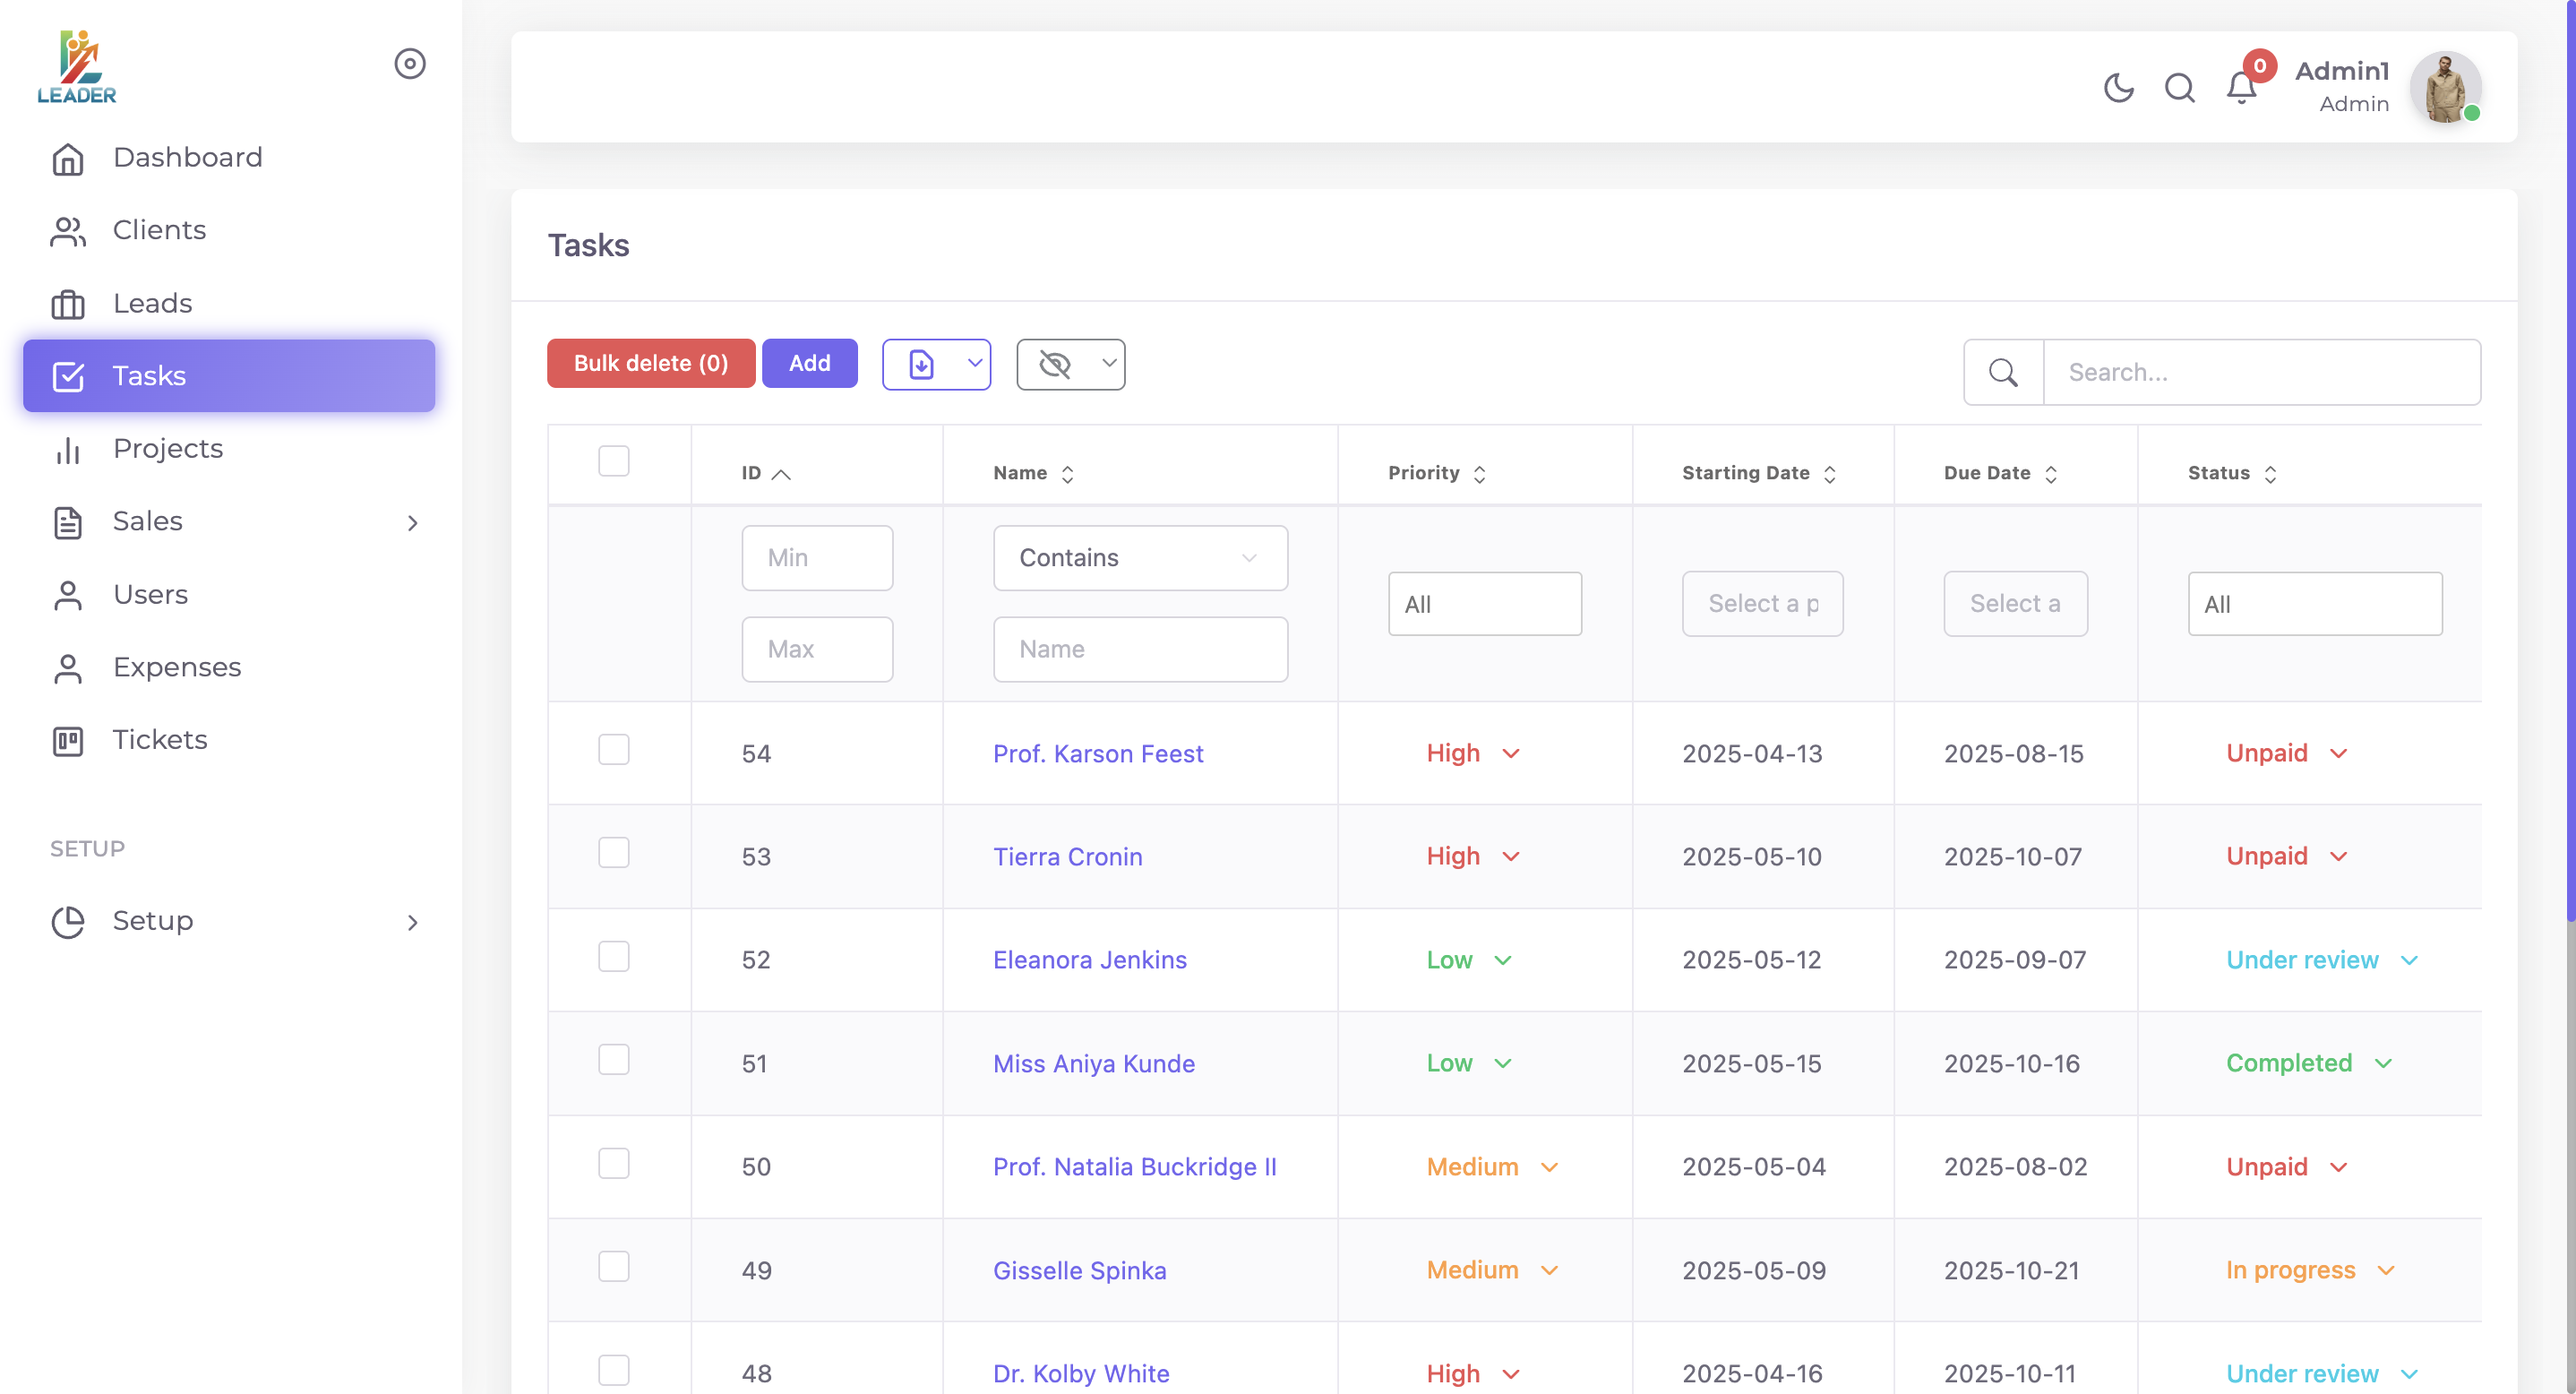 LEADER
Dashboard
Clients
Leads
Tasks
Projects
Sales
Users
Expenses
Tickets
SETUP
Setup
0
Admin1
Admin
Tasks
Bulk delete (0) Add
Search...
ID Name Priority Starting Date Due Date Status
Min Contains
All Select a p Select a All
Max Name
54 Prof. Karson Feest High 2025-04-13 2025-08-15 Unpaid
53 Tierra Cronin High 2025-05-10 2025-10-07 Unpaid
52 Eleanora Jenkins Low 2025-05-12 2025-09-07 Under review
51 Miss Aniya Kunde Low 2025-05-15 2025-10-16 Completed
50 Prof. Natalia Buckridge II Medium 2025-05-04 2025-08-02 Unpaid
49 Gisselle Spinka Medium 2025-05-09 2025-10-21 In progress
48 Dr. Kolby White High 2025-04-16 2025-10-11 Under review